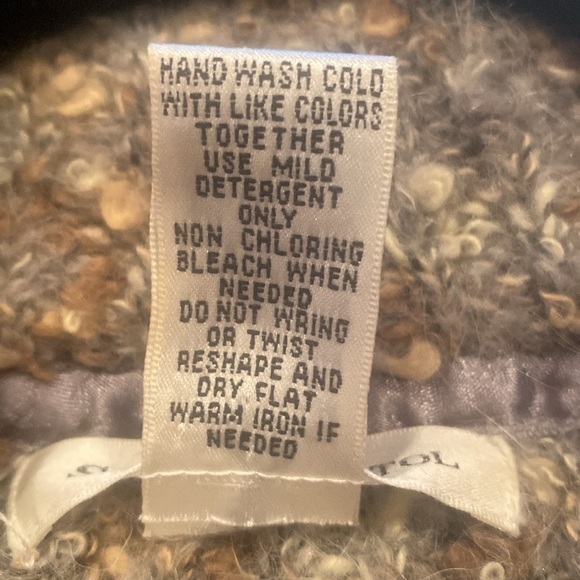 HAND WASH COLD
WITH LIKE COLORS
TOGETHER
USE MILD
DETERGENT
ONLY
NON CHLORING
BLEACH WHEN
NEEDED
DO NOT WRING
OR TWIST
RESHAPE AND
DRY FLAT
WARM IRON IF
NEEDED